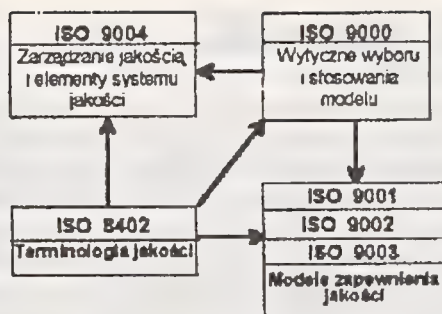 ISO 9004
Zarządzanie jakością
i elementy systemu
jakości
ISO 9000
Wytyczne wyboru
i stosowania
modelu
ISO 8402
Terminologia jakości
ISO 9001
ISO 9002
ISO 9003
Modele zapewnienia
jakości